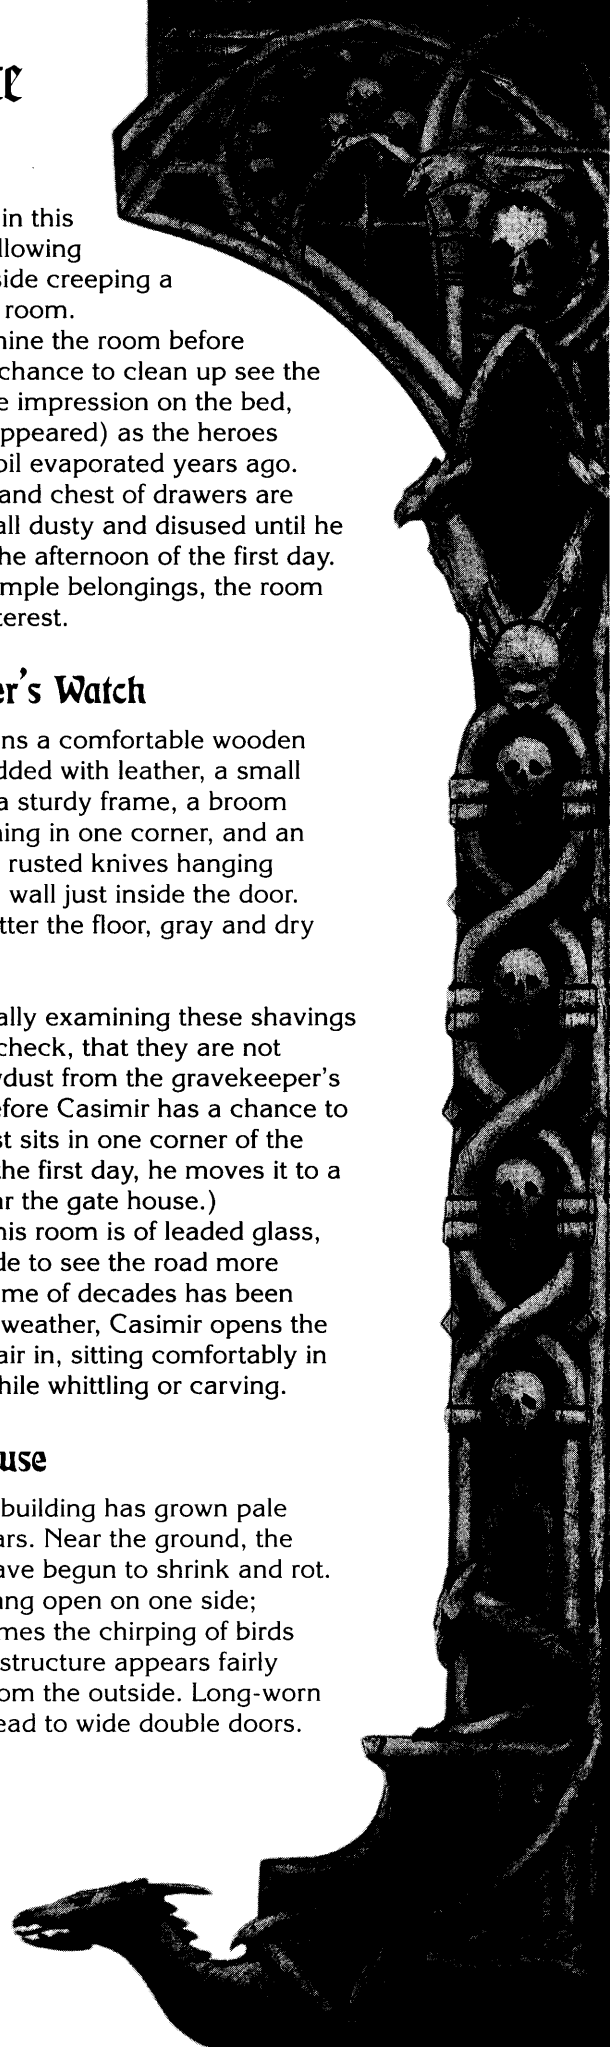 te
in this
llowing
side creeping a
room.
nine the room before
chance to clean up see the
e impression on the bed,
ppeared) as the heroes
oil evaporated years ago.
and chest of drawers are
all dusty and disused until he
he afternoon of the first day.
mple belongings, the room
terest.
er's Watch
ns a comfortable wooden
dded with leather, a small
a sturdy frame, a broom
ning in one corner, and an
rusted knives hanging
wall just inside the door.
tter the floor, gray and dry
ally examining these shavings
check, that they are not
wdust from the gravekeeper's
efore Casimir has a chance to
st sits in one corner of the
the first day, he moves it to a
ar the gate house.)
nis room is of leaded glass,
de to see the road more
me of decades has been
weather, Casimir opens the
air in, sitting comfortably in
hile whittling or carving.
use
building has grown pale
ars. Near the ground, the
ave begun to shrink and rot.
ang open on one side;
mes the chirping of birds
structure appears fairly
om the outside. Long-worn
ead to wide double doors.